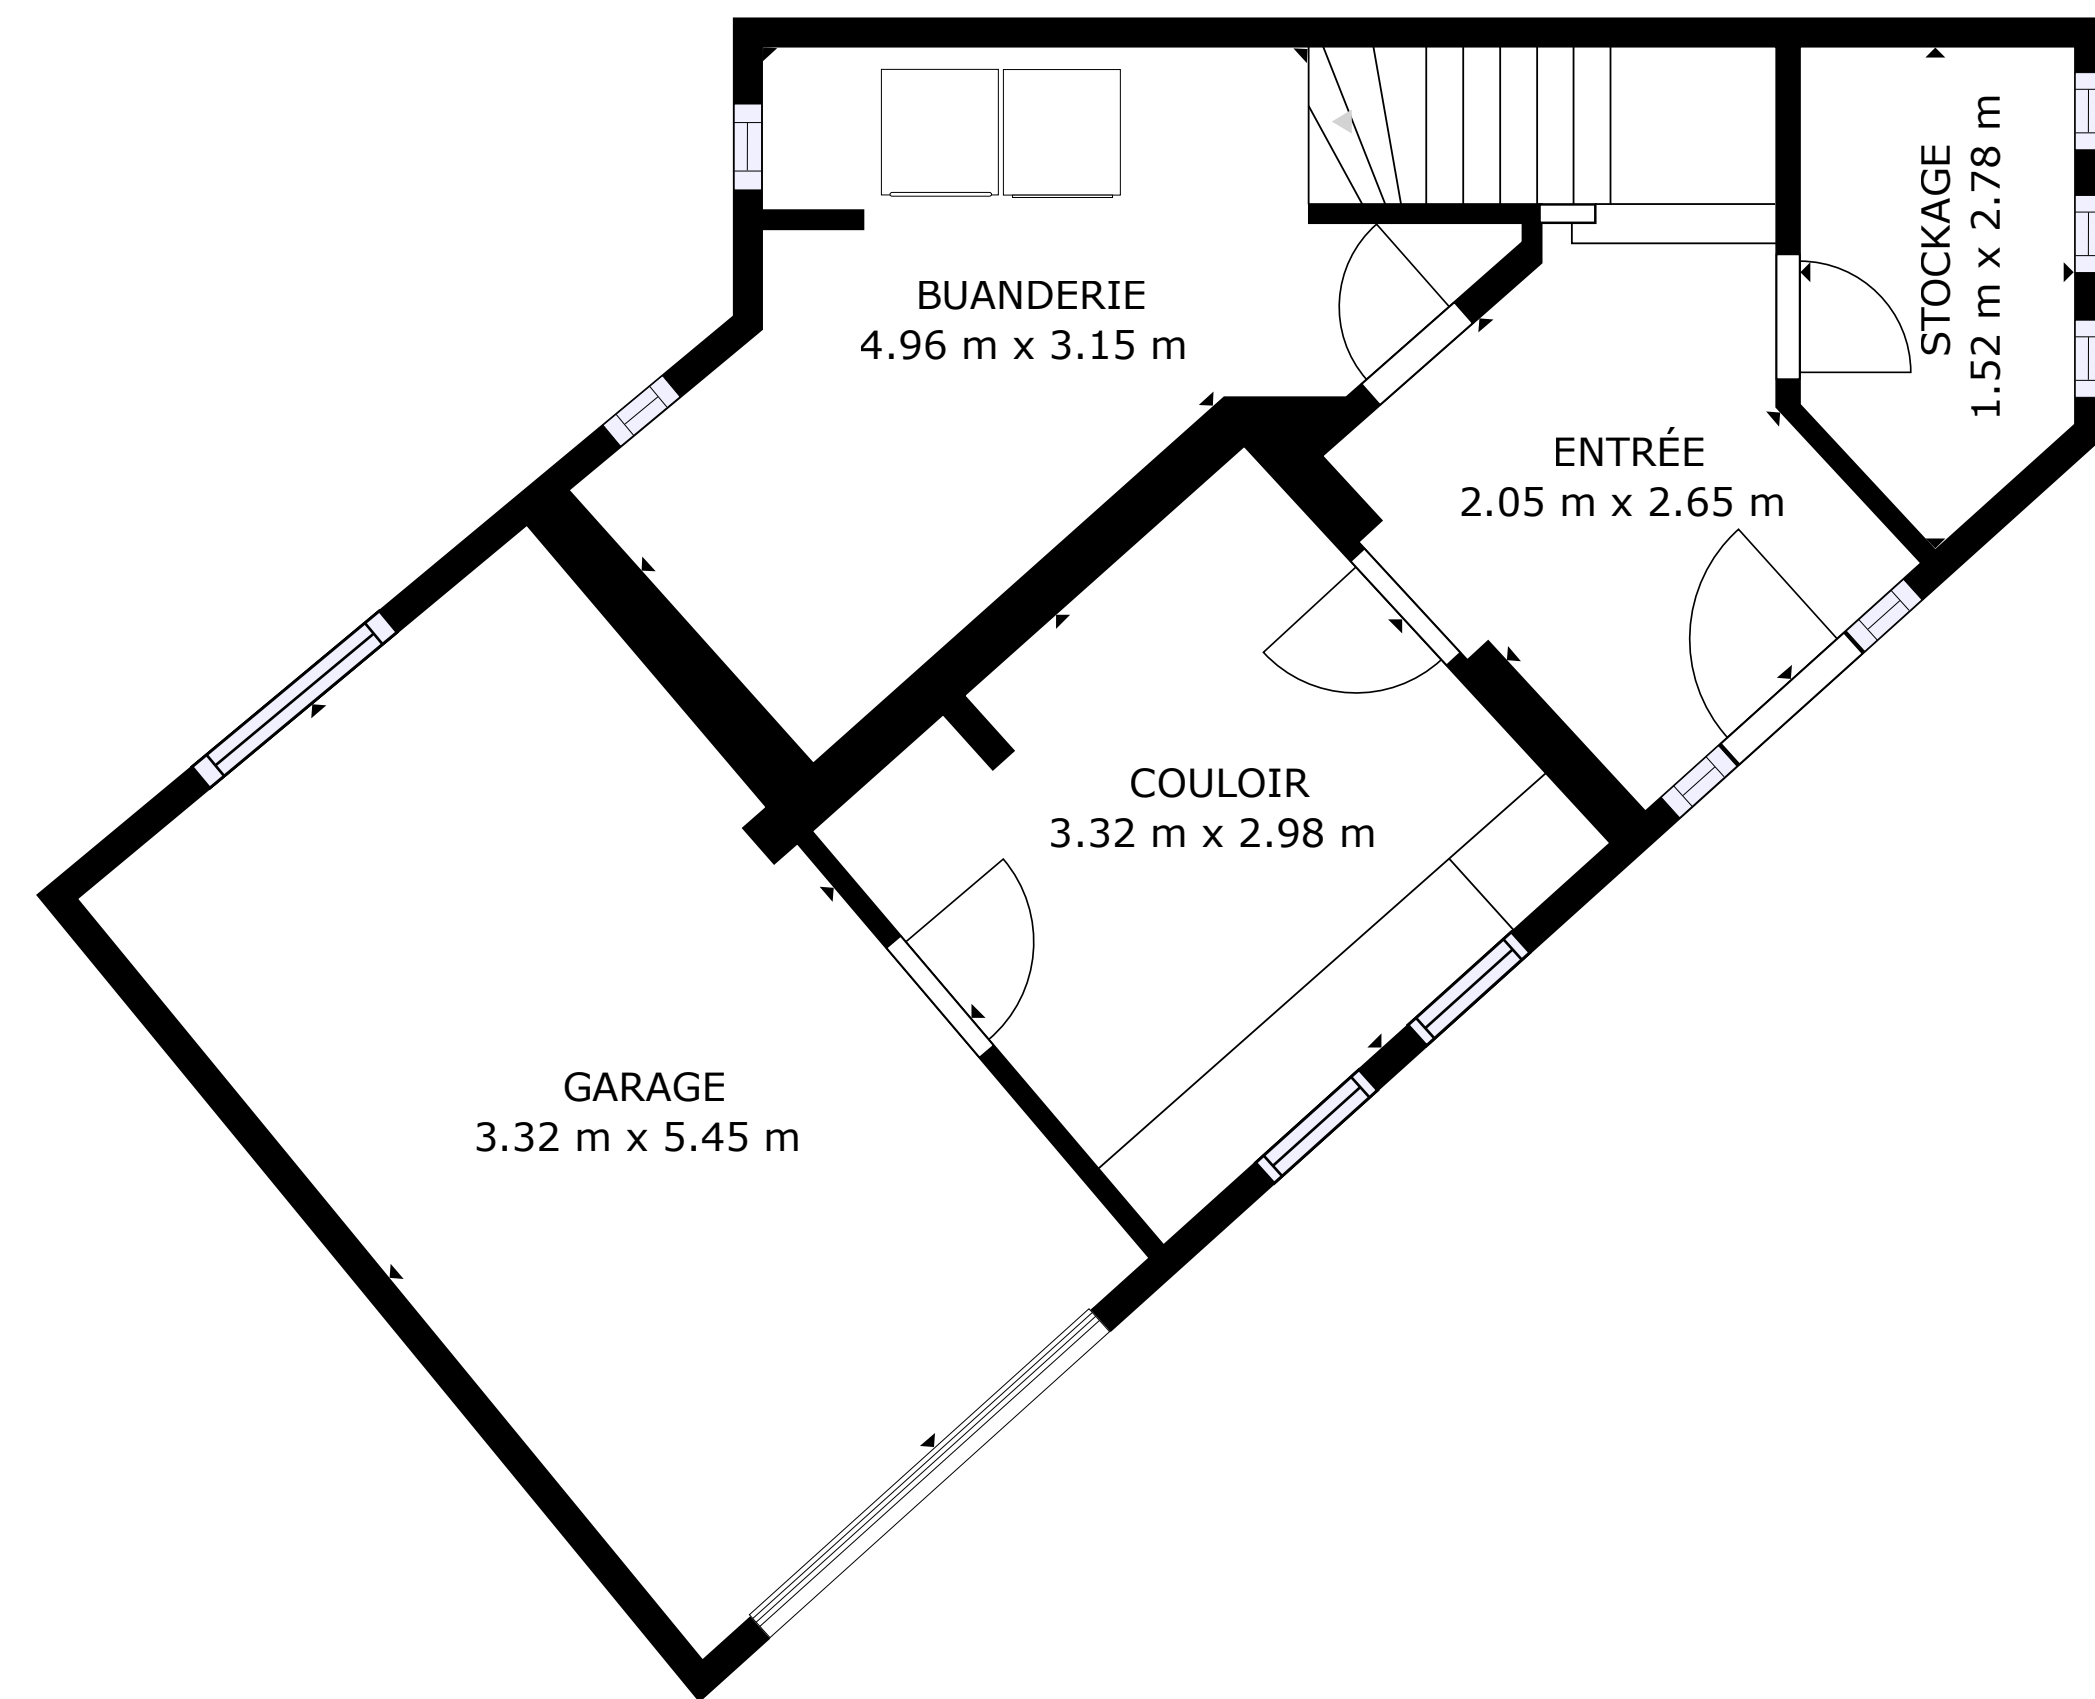 BUANDERIE
4.96 m x 3.15 m
STOCKAGE
1.52 m x 2.78 m
ENTRÉE
2.05 m x 2.65 m
COULOIR
3.32 m x 2.98 m
GARAGE
3.32 m x 5.45 m